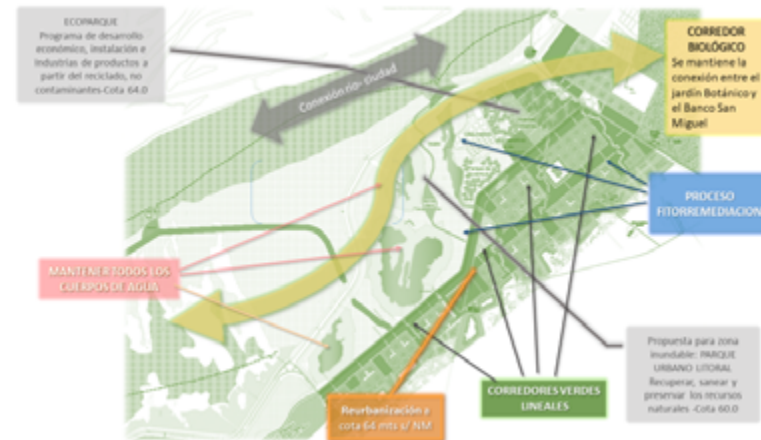 ECOPARQUE
Programa de desarrollo
económico, instalación e
Industrias de productos a
partir del reciclado, no
contaminantes-Cota 64.0
Conexión rio- ciudad
CORREDOR
BIOLÓGICO
Se mantiene la
conexión entre el
jardín Botánico y
el Banco San
Miguel
PROCESO
FITORREMEDIACION
MANTENER TODOS LOS
CUERPOS DE AGUA
Propuesta para zona
inundable: PARQUE
URBANO LITORAL
Recuperar, sanear y
preservar los recursos
naturales -Cota 60.0
CORREDORES VERDES
LINEALES
Reurbanización a
cota 64 mts s/ NM